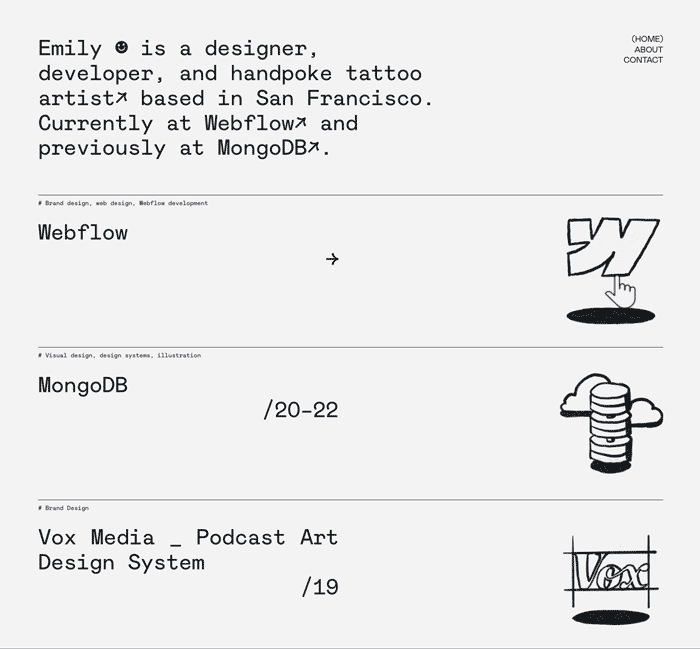 Emily ☻ is a designer,
developer, and handpoke tattoo
artist↗ based in San Francisco.
Currently at Webflow↗ and
previously at MongoDB↗.
(HOME)
ABOUT
CONTACT
# Brand design, web design, Webflow development
Webflow
→
# Visual design, design systems, illustration
MongoDB
/20–22
# Brand Design
Vox Media _ Podcast Art
Design System
/19
W
Vox